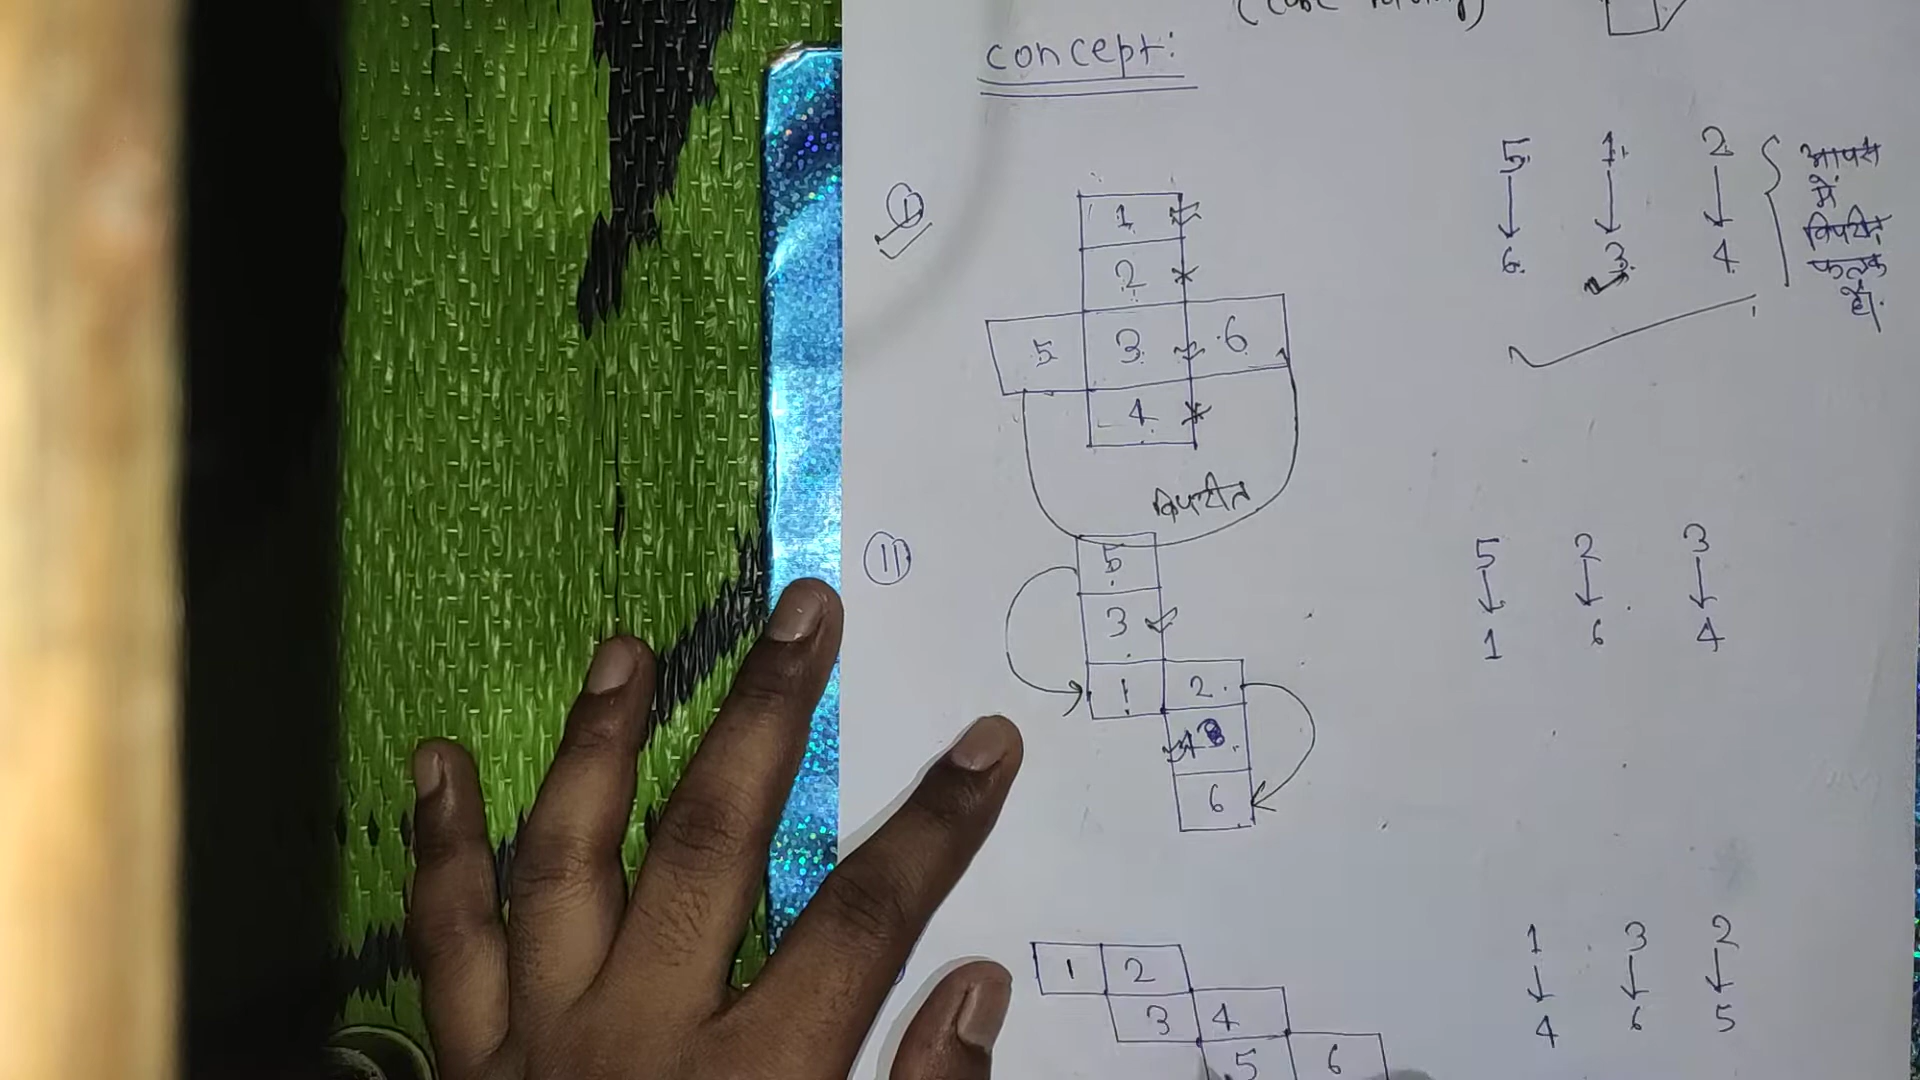 concept:
I
1
2
5 3 6
4
विपरीत
5 1 2
6 3 4
आपस
में
विपरीत
फलक
है।
II
5
3
1 2
4
6
5 2 3
1 6 4
1 2
3 4
5 6
1 3 2
4 6 5